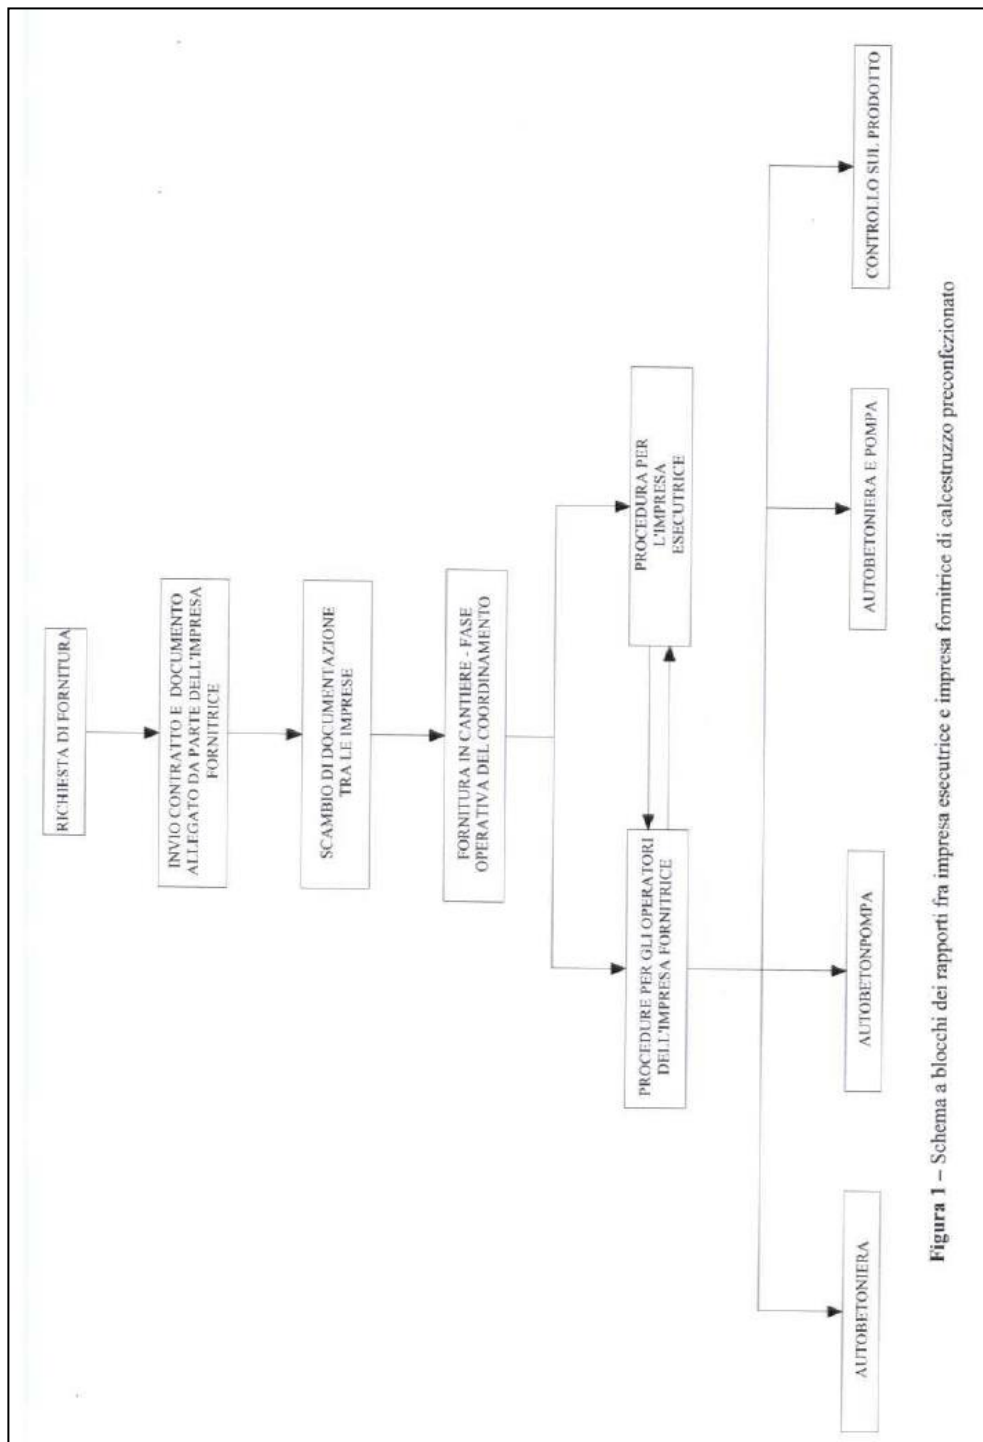 RICHIESTA DI FORNITURA
INVIO CONTRATTO E DOCUMENTO
ALLEGATO DA PARTE DELL'IMPRESA
FORNITRICE
SCAMBIO DI DOCUMENTAZIONE
TRA LE IMPRESE
FORNITURA IN CANTIERE - FASE
OPERATIVA DEL COORDINAMENTO
PROCEDURE PER GLI OPERATORI
DELL'IMPRESA FORNITRICE
PROCEDURA PER
L'IMPRESA
ESECUTRICE
AUTOBETONIERA
AUTOBETONPOMPA
AUTOBETONIERA E POMPA
CONTROLLO SUL PRODOTTO
Figura 1 – Schema a blocchi dei rapporti fra impresa esecutrice e impresa fornitrice di calcestruzzo preconfezionato